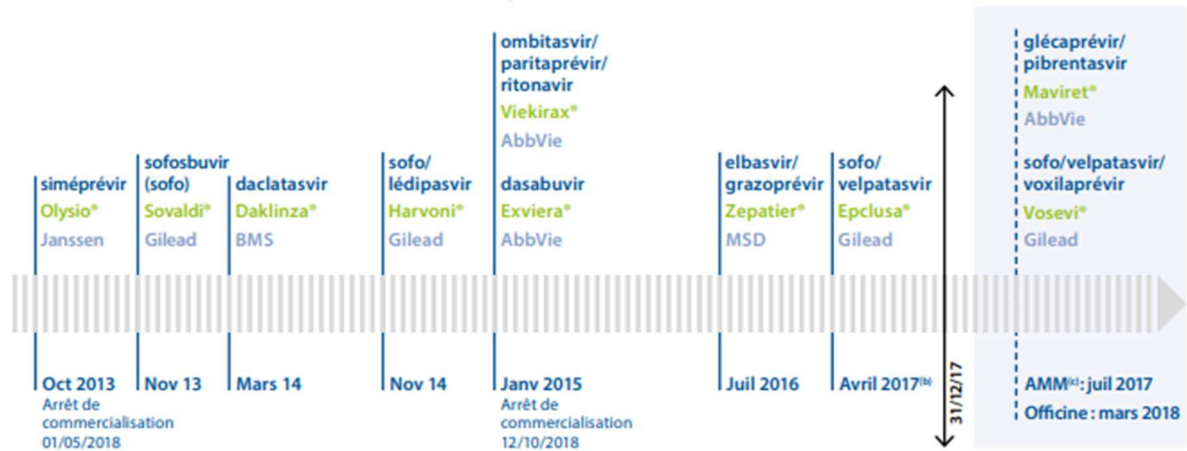 siméprévir
Olysio®
Janssen
Oct 2013
Arrêt de
commercialisation
01/05/2018
sofosbuvir
(sofo)
Sovaldi®
Gilead
Nov 13
daclatasvir
Daklinza®
BMS
Mars 14
sofo/
lédipasvir
Harvoni®
Gilead
Nov 14
ombitasvir/
paritaprévir/
ritonavir
Viekirax®
AbbVie
dasabuvir
Exviera®
AbbVie
Janv 2015
Arrêt de
commercialisation
12/10/2018
elbasvir/
grazoprévir
Zepatier®
MSD
Juil 2016
sofo/
velpatasvir
Epclusa®
Gilead
Avril 2017(b)
31/12/17
glécaprévir/
pibrentasvir
Maviret®
AbbVie
sofo/velpatasvir/
voxilaprévir
Vosevi®
Gilead
AMM(c) : juil 2017
Officine : mars 2018